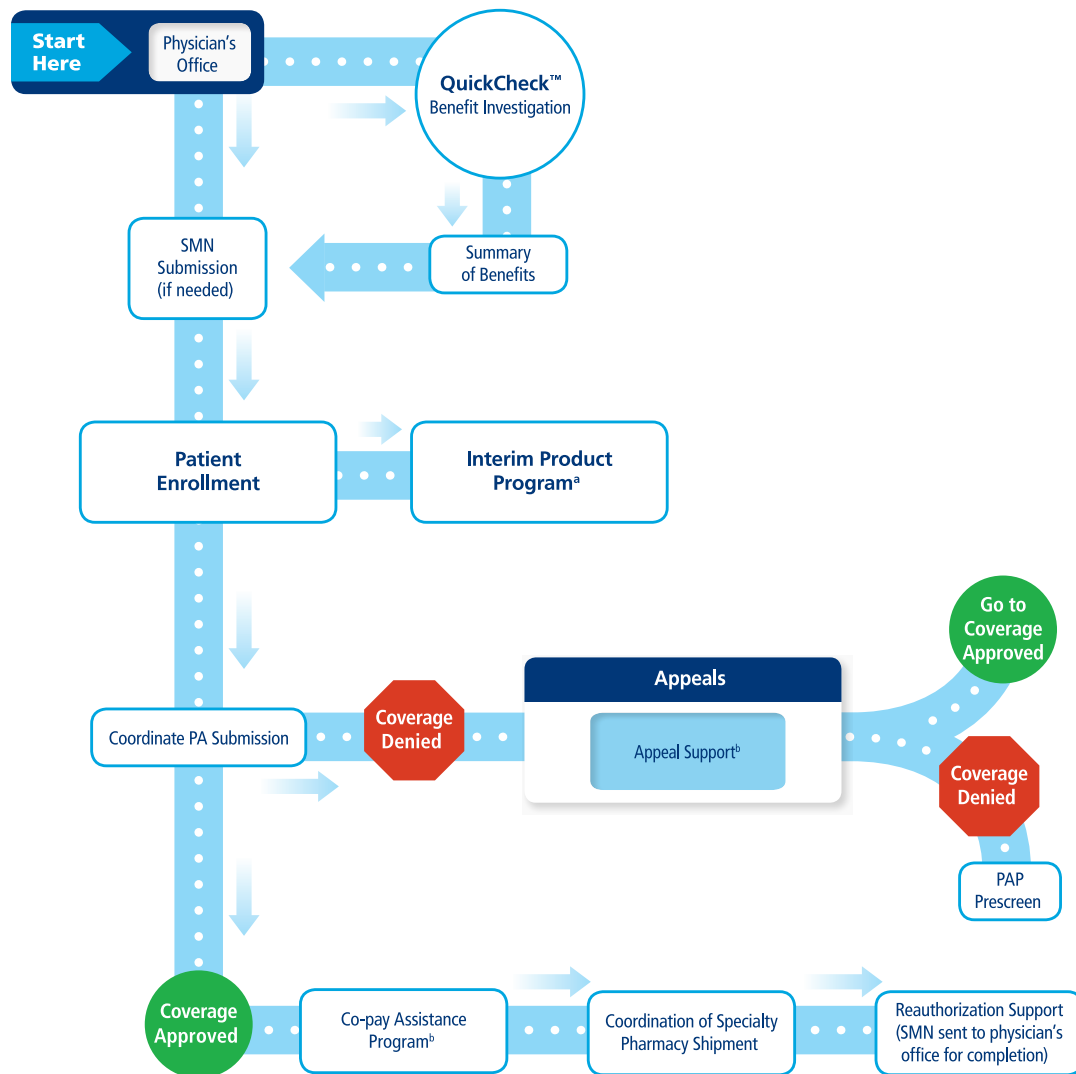 Start
Here
Physician's
Office
QuickCheck™
Benefit Investigation
SMN
Submission
(if needed)
Summary
of Benefits
Patient
Enrollment
Interim Product
Programᵃ
Go to
Coverage
Approved
Appeals
Coordinate PA Submission
Coverage
Denied
Appeal Supportᵇ
Coverage
Denied
PAP
Prescreen
Coverage
Approved
Co-pay Assistance
Programᵇ
Coordination of Specialty
Pharmacy Shipment
Reauthorization Support
(SMN sent to physician's
office for completion)